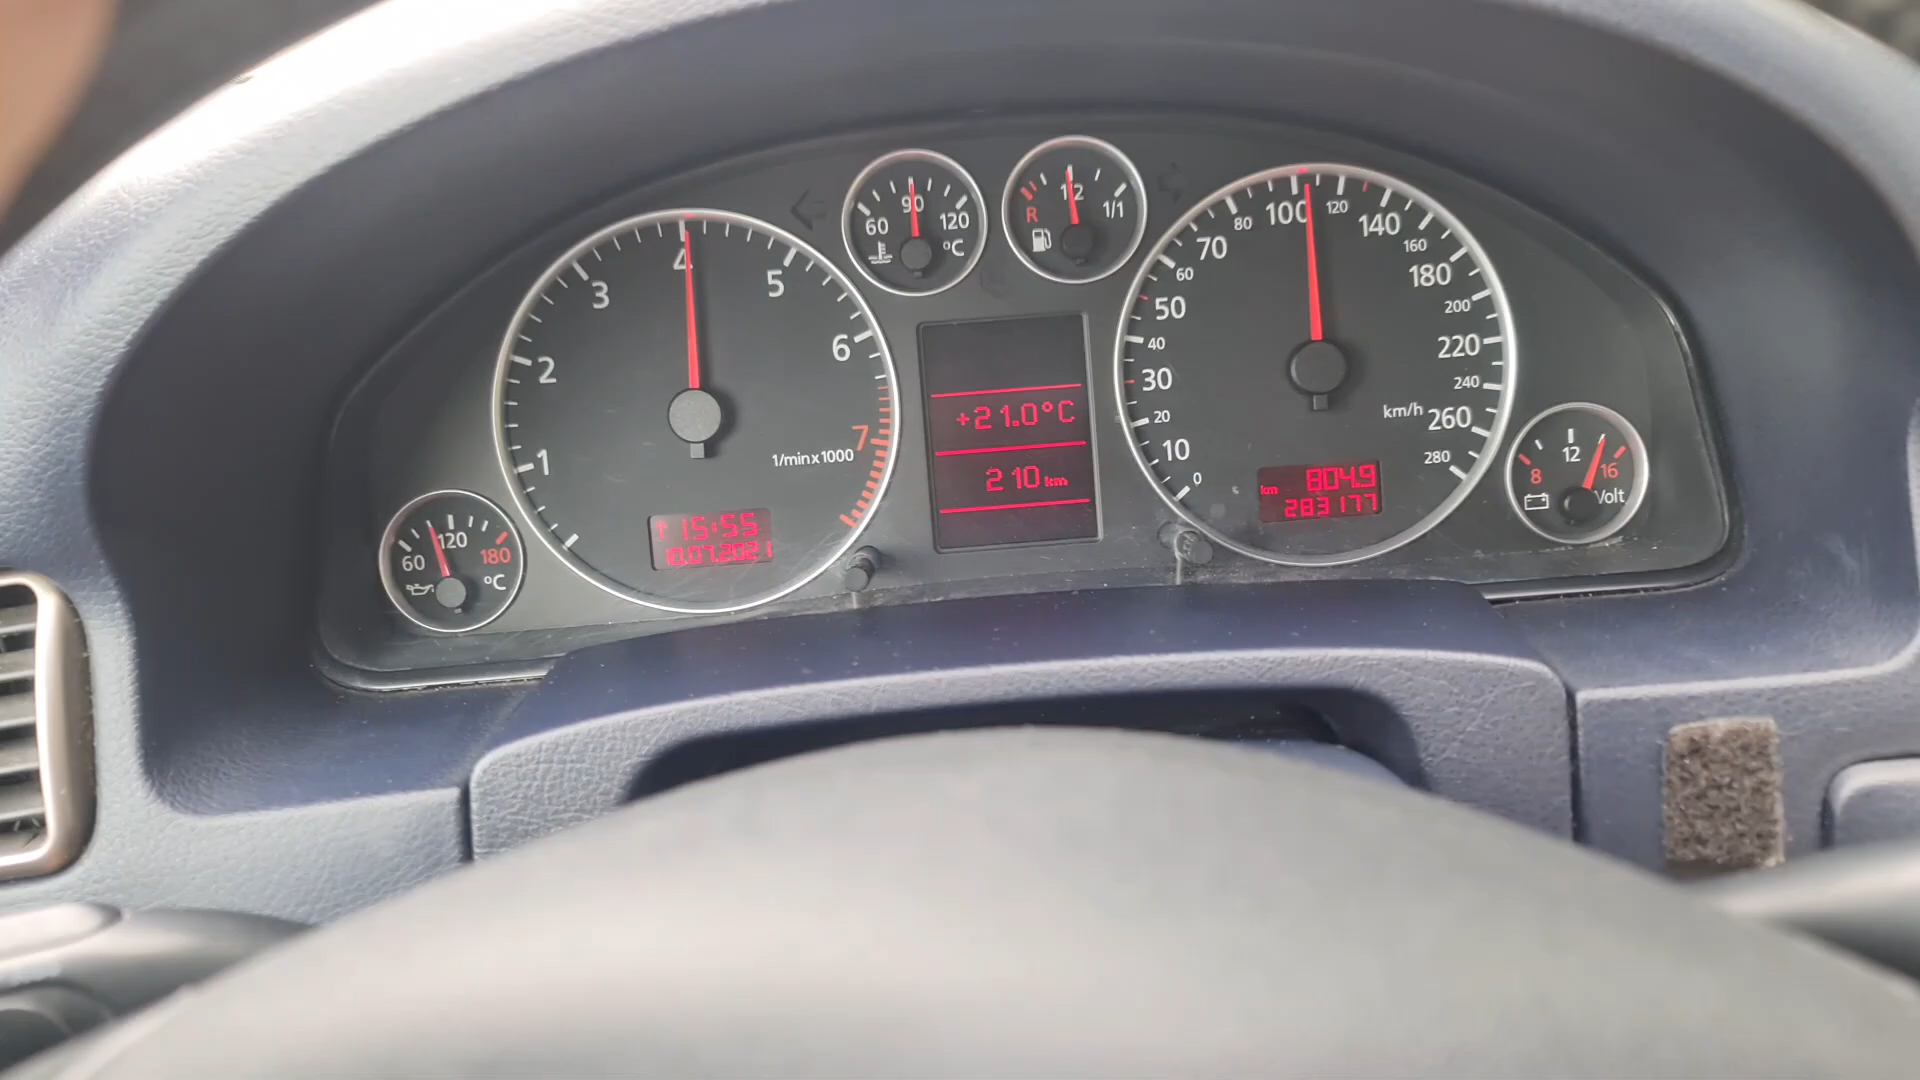 60 120 180 °C
1 2 3 4 5 6 7
1/min x 1000
15:55
10.07.2021
60 90 120 °C
R 1/2 1/1
+21.0°C
210 km
0 10 20 30 40 50 60 70 80 100 120 140 160 180 200 220 240 260 280
km/h
km 804.9
283177
8 12 16
Volt